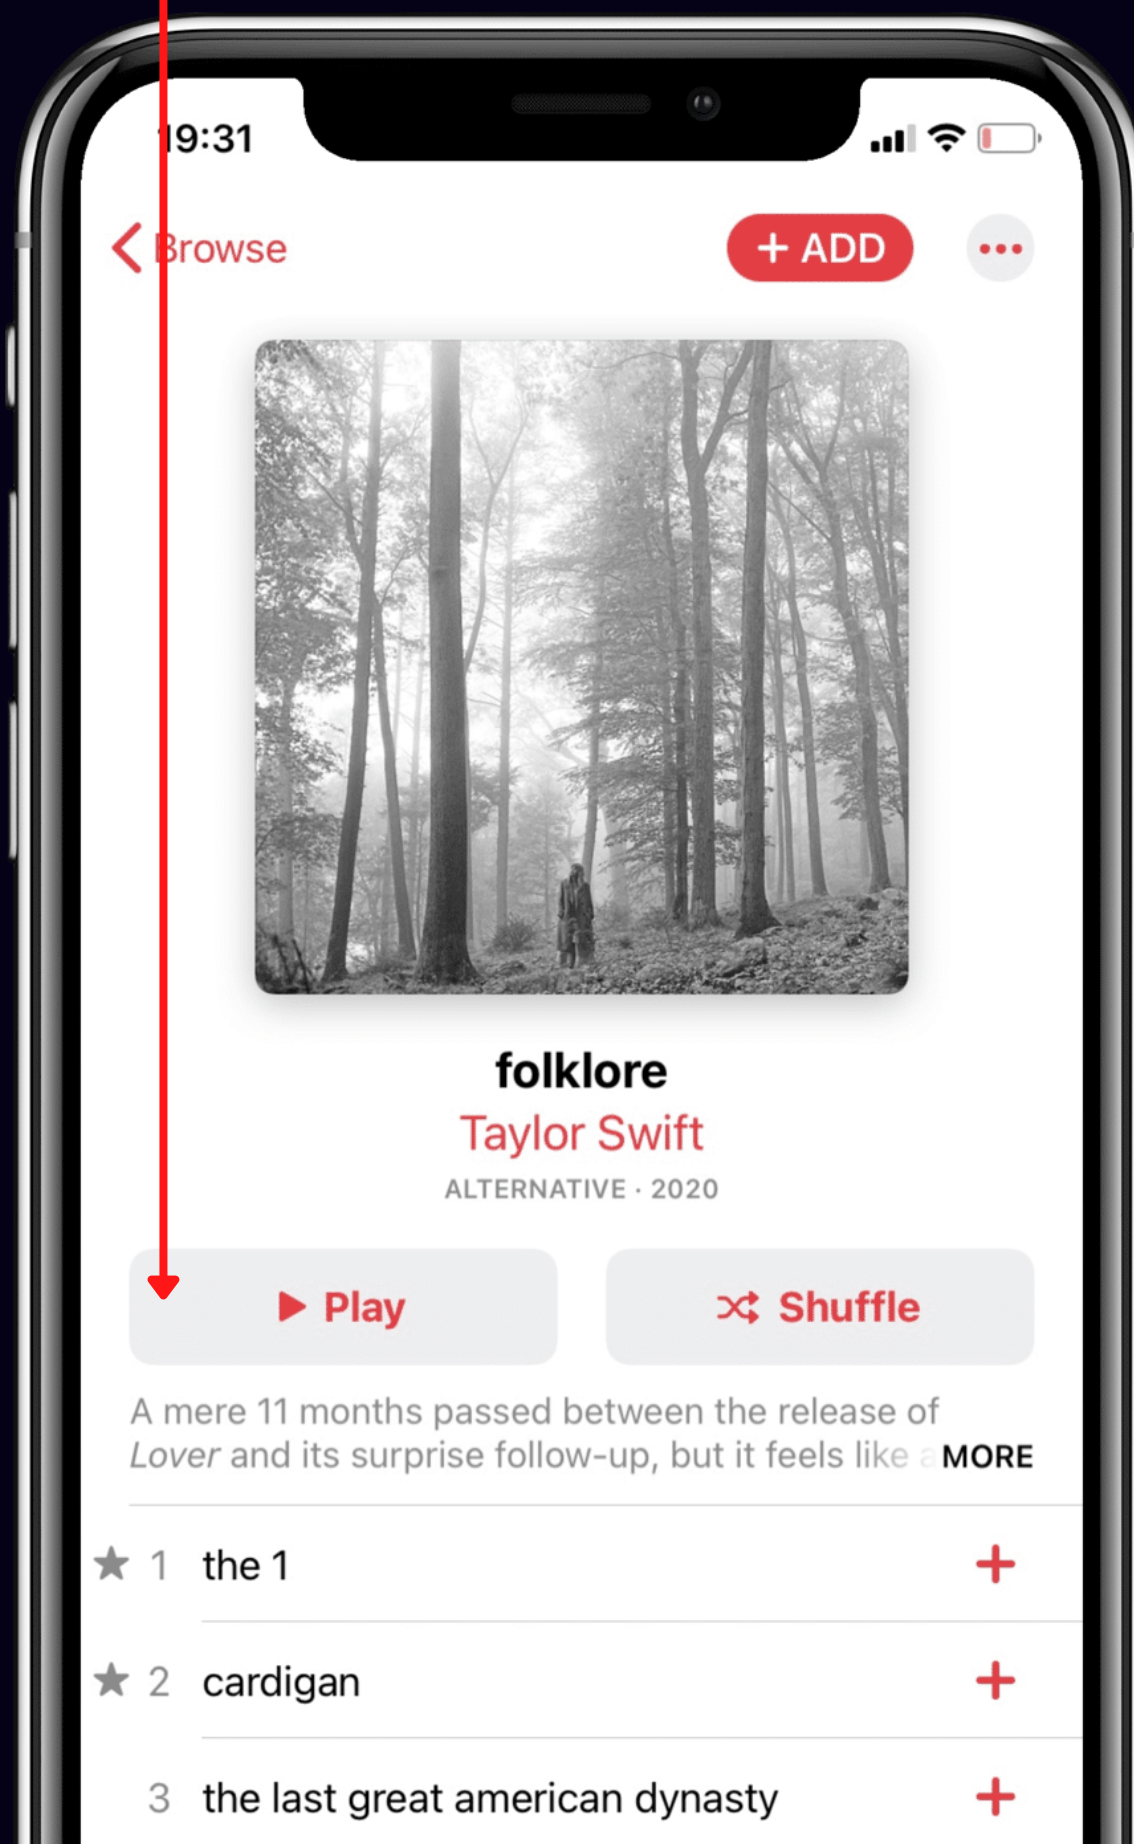 19:31
Browse
+ ADD
folklore
Taylor Swift
ALTERNATIVE · 2020
Play
Shuffle
A mere 11 months passed between the release of
Lover and its surprise follow-up, but it feels like a MORE
1 the 1
2 cardigan
3 the last great american dynasty